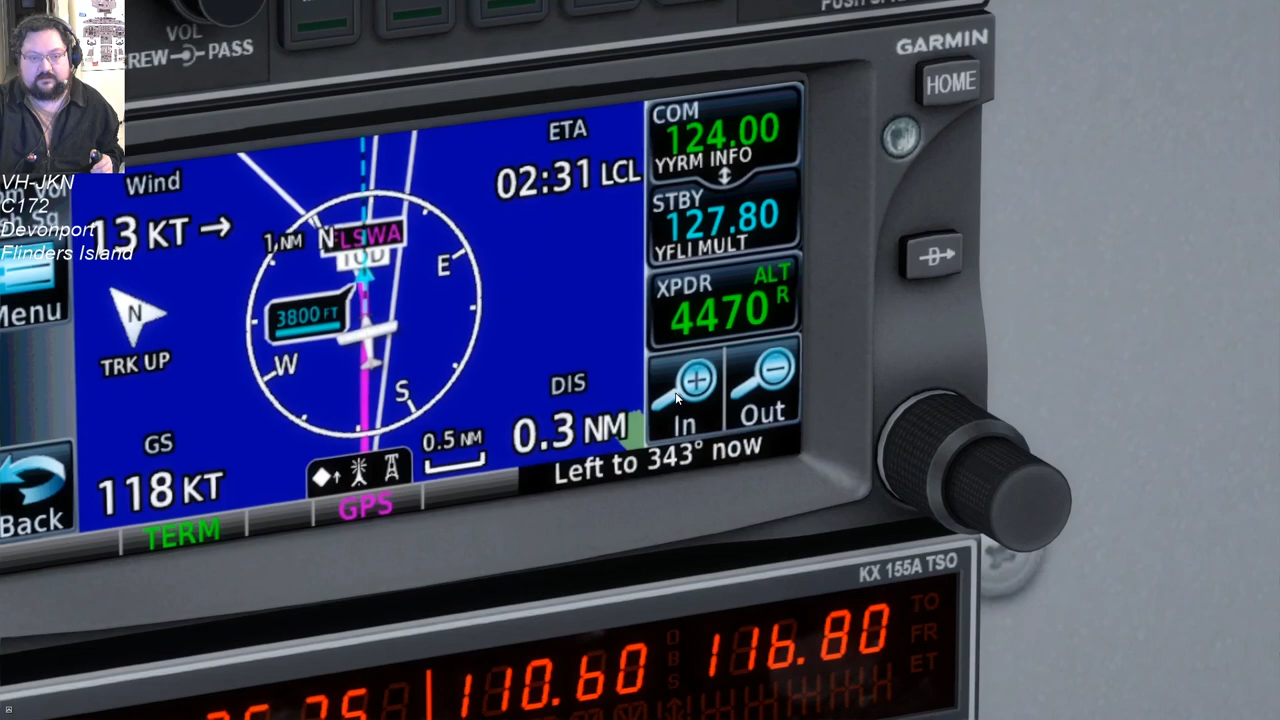 VOL
PASS
GARMIN
HOME
VH-JKN
C172
Devonport
Flinders Island
Wind
13 KT →
ETA
02:31 LCL
COM
124.00
YYRM INFO
STBY
127.80
YFLI MULT
XPDR
ALT
R
4470
In
Out
1 NM
N
LSWA
TOD
E
3800 FT
W
S
N
TRK UP
Menu
Back
GS
118 KT
0.5 NM
DIS
0.3 NM
Left to 343° now
TERM
GPS
KX 155A TSO
110.60
116.80
OBS
TO
FR
ET